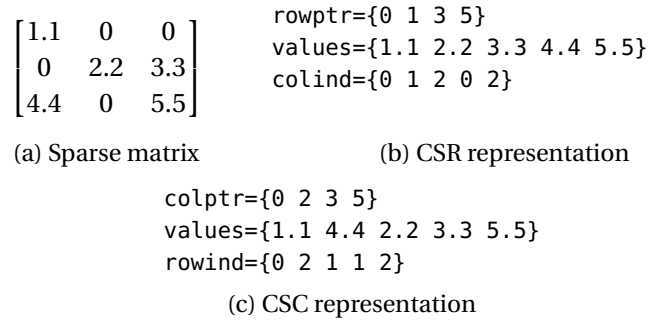 1.1 0 0
0 2.2 3.3
4.4 0 5.5
(a) Sparse matrix
rowptr={0 1 3 5}
values={1.1 2.2 3.3 4.4 5.5}
colind={0 1 2 0 2}
(b) CSR representation
colptr={0 2 3 5}
values={1.1 4.4 2.2 3.3 5.5}
rowind={0 2 1 1 2}
(c) CSC representation